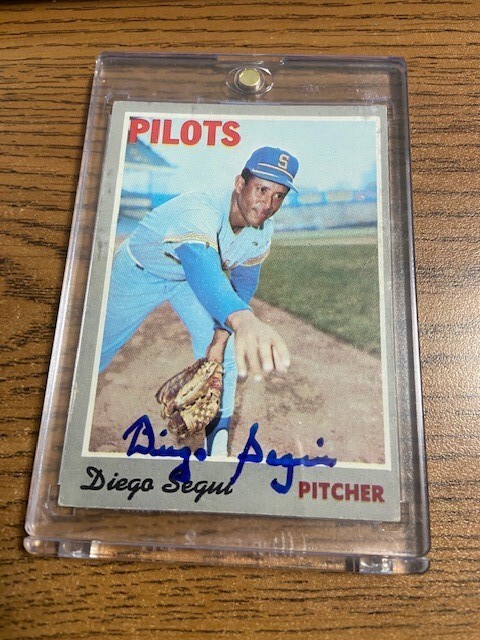 PILOTS
S
Diego Segui
Diego Segui
PITCHER